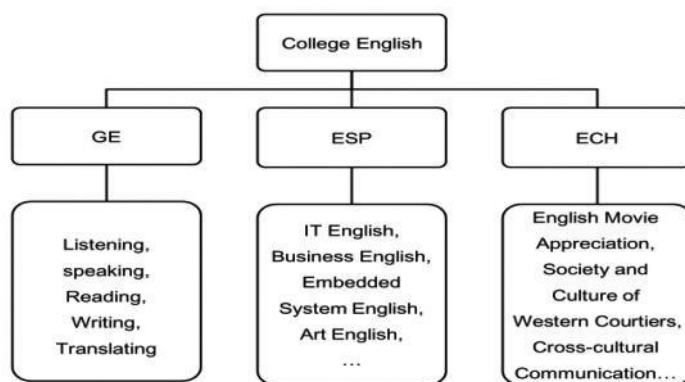 College English
GE
ESP
ECH
Listening,
speaking,
Reading,
Writing,
Translating
IT English,
Business English,
Embedded
System English,
Art English,
…
English Movie
Appreciation,
Society and
Culture of
Western Courtiers,
Cross-cultural
Communication…